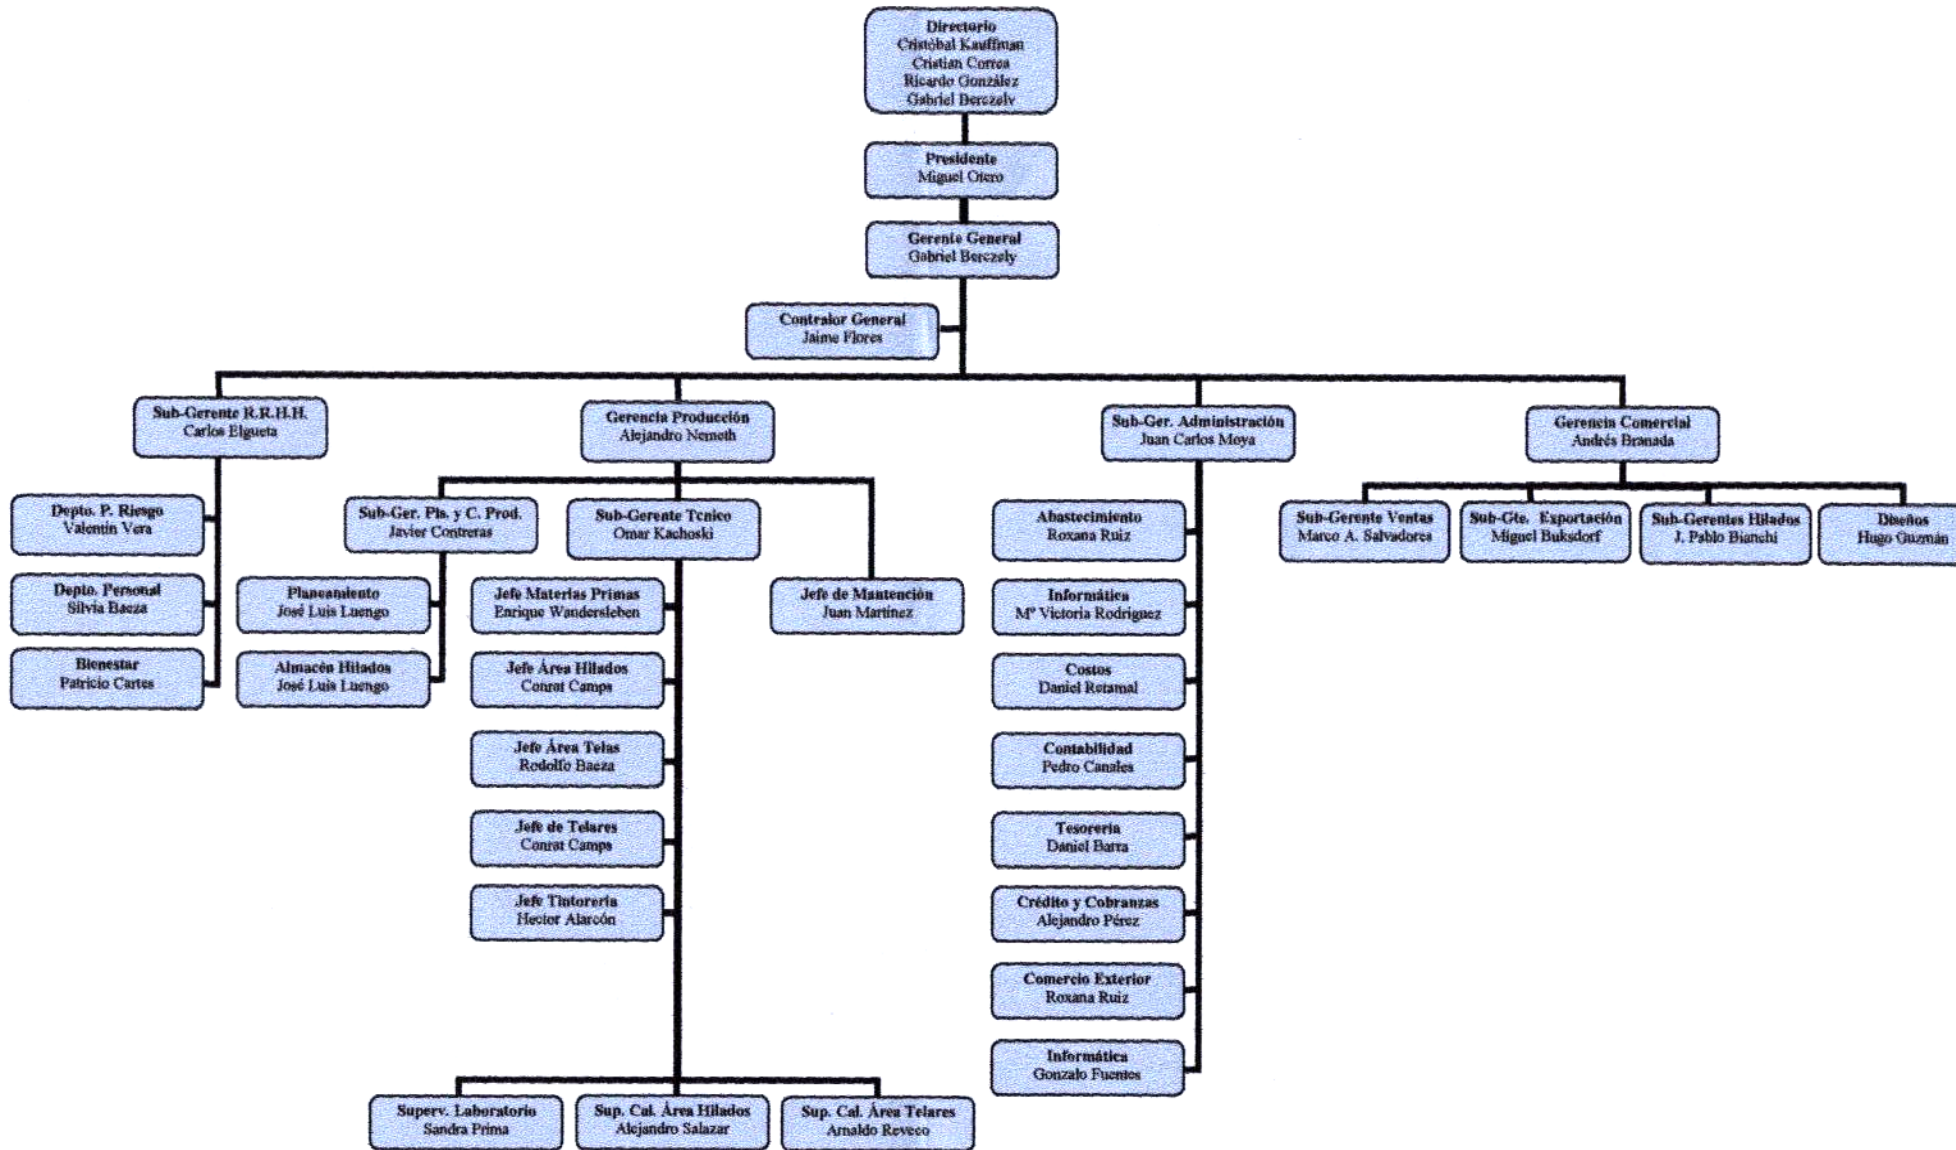 Directorio
Cristóbal Kauffman
Cristian Correa
Ricardo González
Gabriel Berczely
Presidente
Miguel Otero
Gerente General
Gabriel Berczely
Contralor General
Jaime Flores
Sub-Gerente R.R.H.H.
Carlos Elgueta
Gerencia Producción
Alejandro Nemeth
Sub-Ger. Administración
Juan Carlos Moya
Gerencia Comercial
Andrés Branada
Depto. P. Riesgo
Valentín Vera
Depto. Personal
Silvia Baeza
Bienestar
Patricio Cartes
Sub-Ger. Pls. y C. Prod.
Javier Contreras
Planeamiento
José Luis Luengo
Almacén Hilados
José Luis Luengo
Sub-Gerente Tcnico
Omar Kachoski
Jefe Materias Primas
Enrique Wandersleben
Jefe Área Hilados
Conrat Camps
Jefe Área Telas
Rodolfo Baeza
Jefe de Telares
Conrat Camps
Jefe Tintorería
Hector Alarcón
Jefe de Mantención
Juan Martínez
Superv. Laboratorio
Sandra Prima
Sup. Cal. Área Hilados
Alejandro Salazar
Sup. Cal. Área Telares
Arnaldo Reveco
Abastecimiento
Roxana Ruiz
Informática
Mª Victoria Rodriguez
Costos
Daniel Retamal
Contabilidad
Pedro Canales
Tesorería
Daniel Barra
Crédito y Cobranzas
Alejandro Pérez
Comercio Exterior
Roxana Ruiz
Informática
Gonzalo Fuentes
Sub-Gerente Ventas
Marco A. Salvadores
Sub-Gte. Exportación
Miguel Buksdorf
Sub-Gerentes Hilados
J. Pablo Bianchi
Diseños
Hugo Guzmán